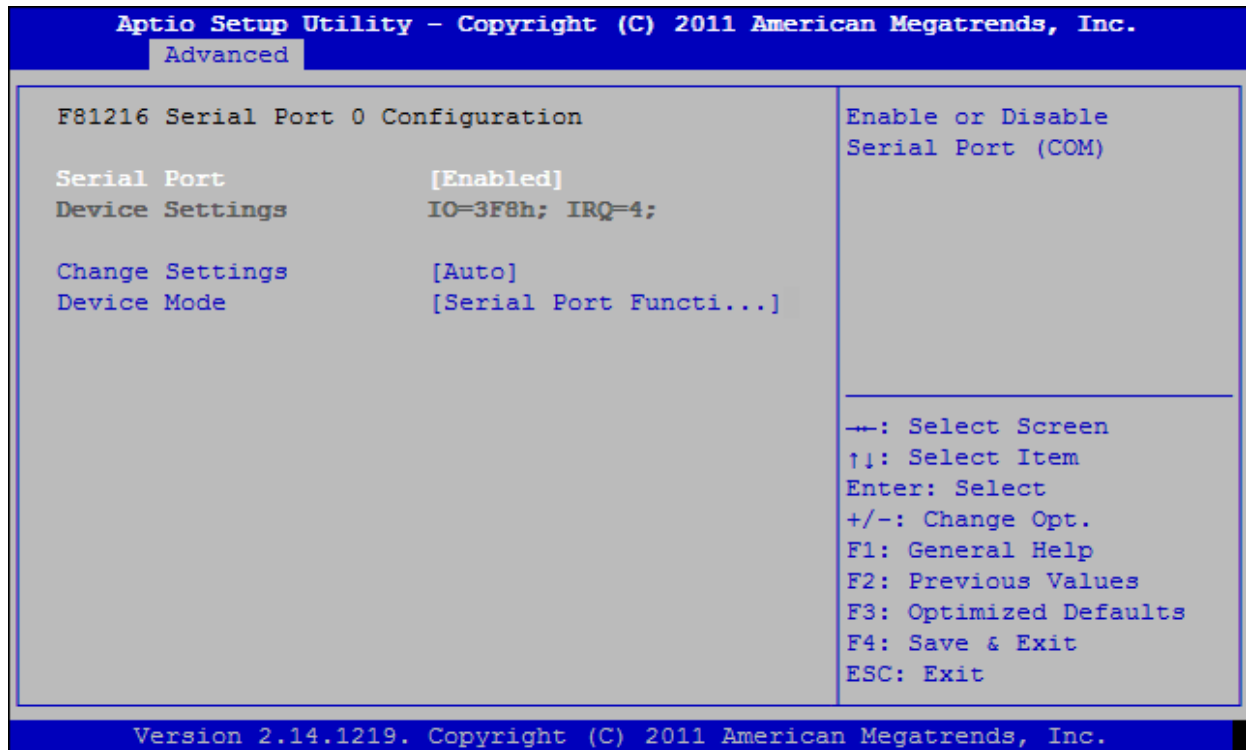 Aptio Setup Utility – Copyright (C) 2011 American Megatrends, Inc.
Advanced
F81216 Serial Port 0 Configuration
Serial Port [Enabled]
Device Settings IO=3F8h; IRQ=4;
Change Settings [Auto]
Device Mode [Serial Port Functi...]
Enable or Disable
Serial Port (COM)
→←: Select Screen
↑↓: Select Item
Enter: Select
+/-: Change Opt.
F1: General Help
F2: Previous Values
F3: Optimized Defaults
F4: Save & Exit
ESC: Exit
Version 2.14.1219. Copyright (C) 2011 American Megatrends, Inc.